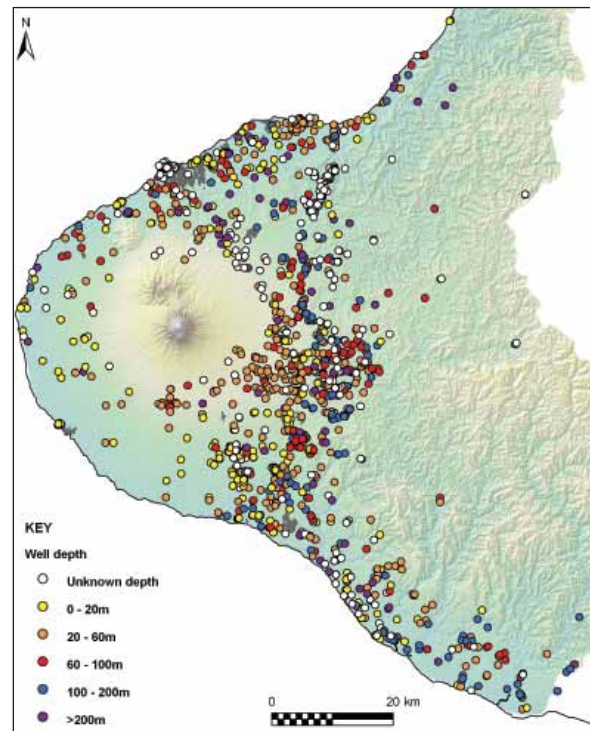 N
KEY
Well depth
Unknown depth
0 - 20m
20 - 60m
60 - 100m
100 - 200m
>200m
0 20 km